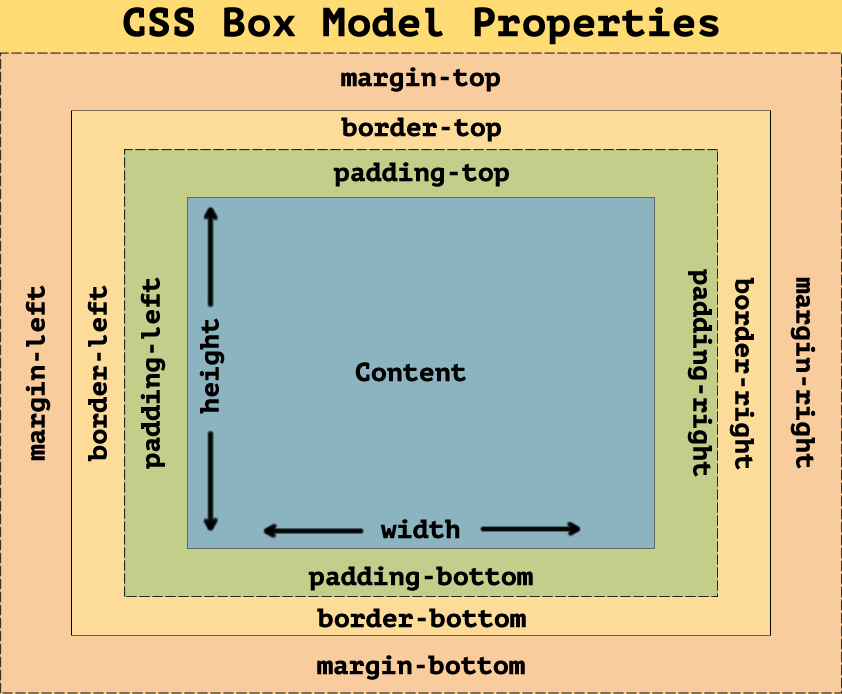 CSS Box Model Properties
margin-top
border-top
padding-top
margin-left
border-left
padding-left
height
Content
padding-right
border-right
margin-right
width
padding-bottom
border-bottom
margin-bottom